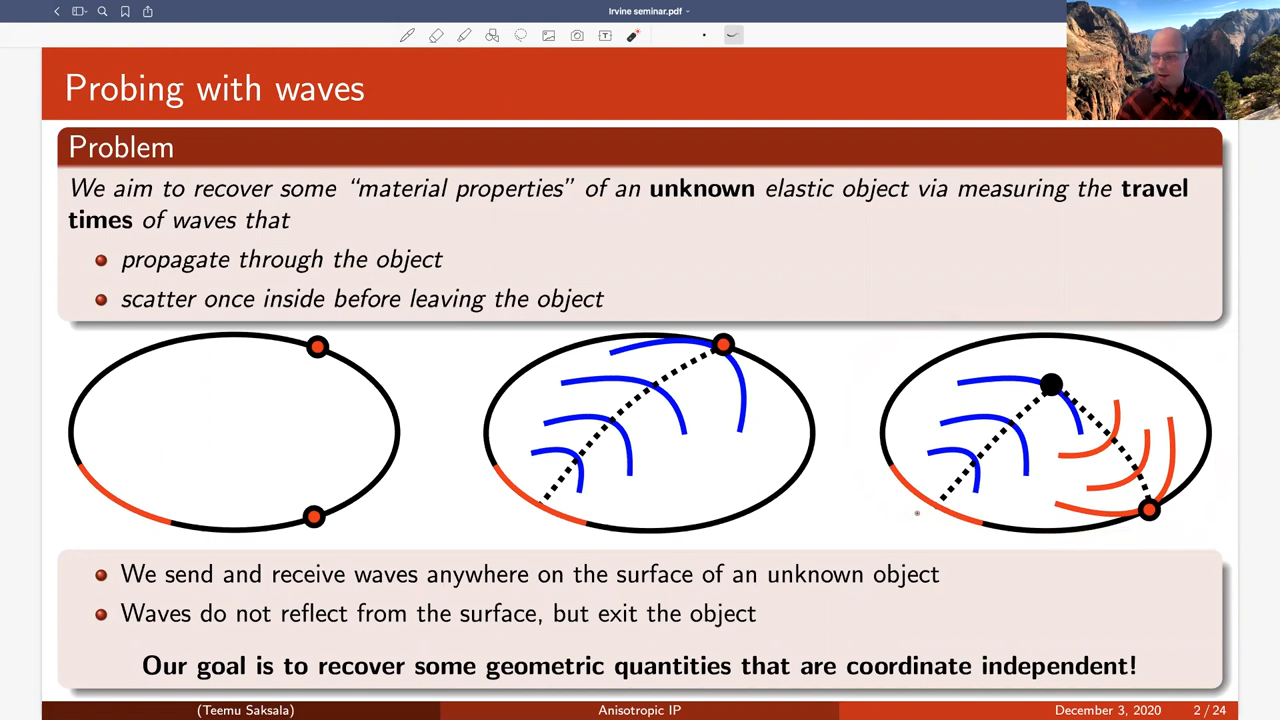 Irvine seminar.pdf
Probing with waves
Problem
We aim to recover some “material properties” of an unknown elastic object via measuring the travel
times of waves that
propagate through the object
scatter once inside before leaving the object
We send and receive waves anywhere on the surface of an unknown object
Waves do not reflect from the surface, but exit the object
Our goal is to recover some geometric quantities that are coordinate independent!
(Teemu Saksala) Anisotropic IP December 3, 2020 2 / 24